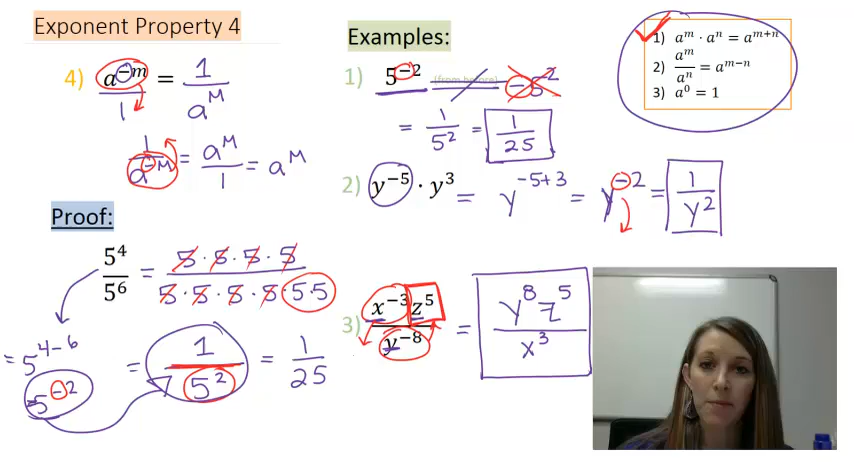 Exponent Property 4
4) a^{-m}/1 = 1/a^M
1/a^{-M} = a^M/1 = a^M
Proof:
5^4/5^6 = 5·5·5·5/5·5·5·5·5·5
= 5^{4-6} = 1/5^2 = 1/25
5^{-2}
Examples:
1) 5^{-2} (from before) -5^2
= 1/5^2 = 1/25
2) y^{-5} · y^3 = y^{-5+3} = y^{-2} = 1/y^2
3) x^{-3}z^5/y^{-8} = y^8z^5/x^3
1) a^m · a^n = a^{m+n}
2) a^m/a^n = a^{m-n}
3) a^0 = 1